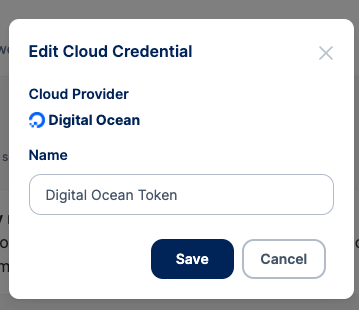 Edit Cloud Credential
Cloud Provider
Digital Ocean
Name
Digital Ocean Token
Save
Cancel